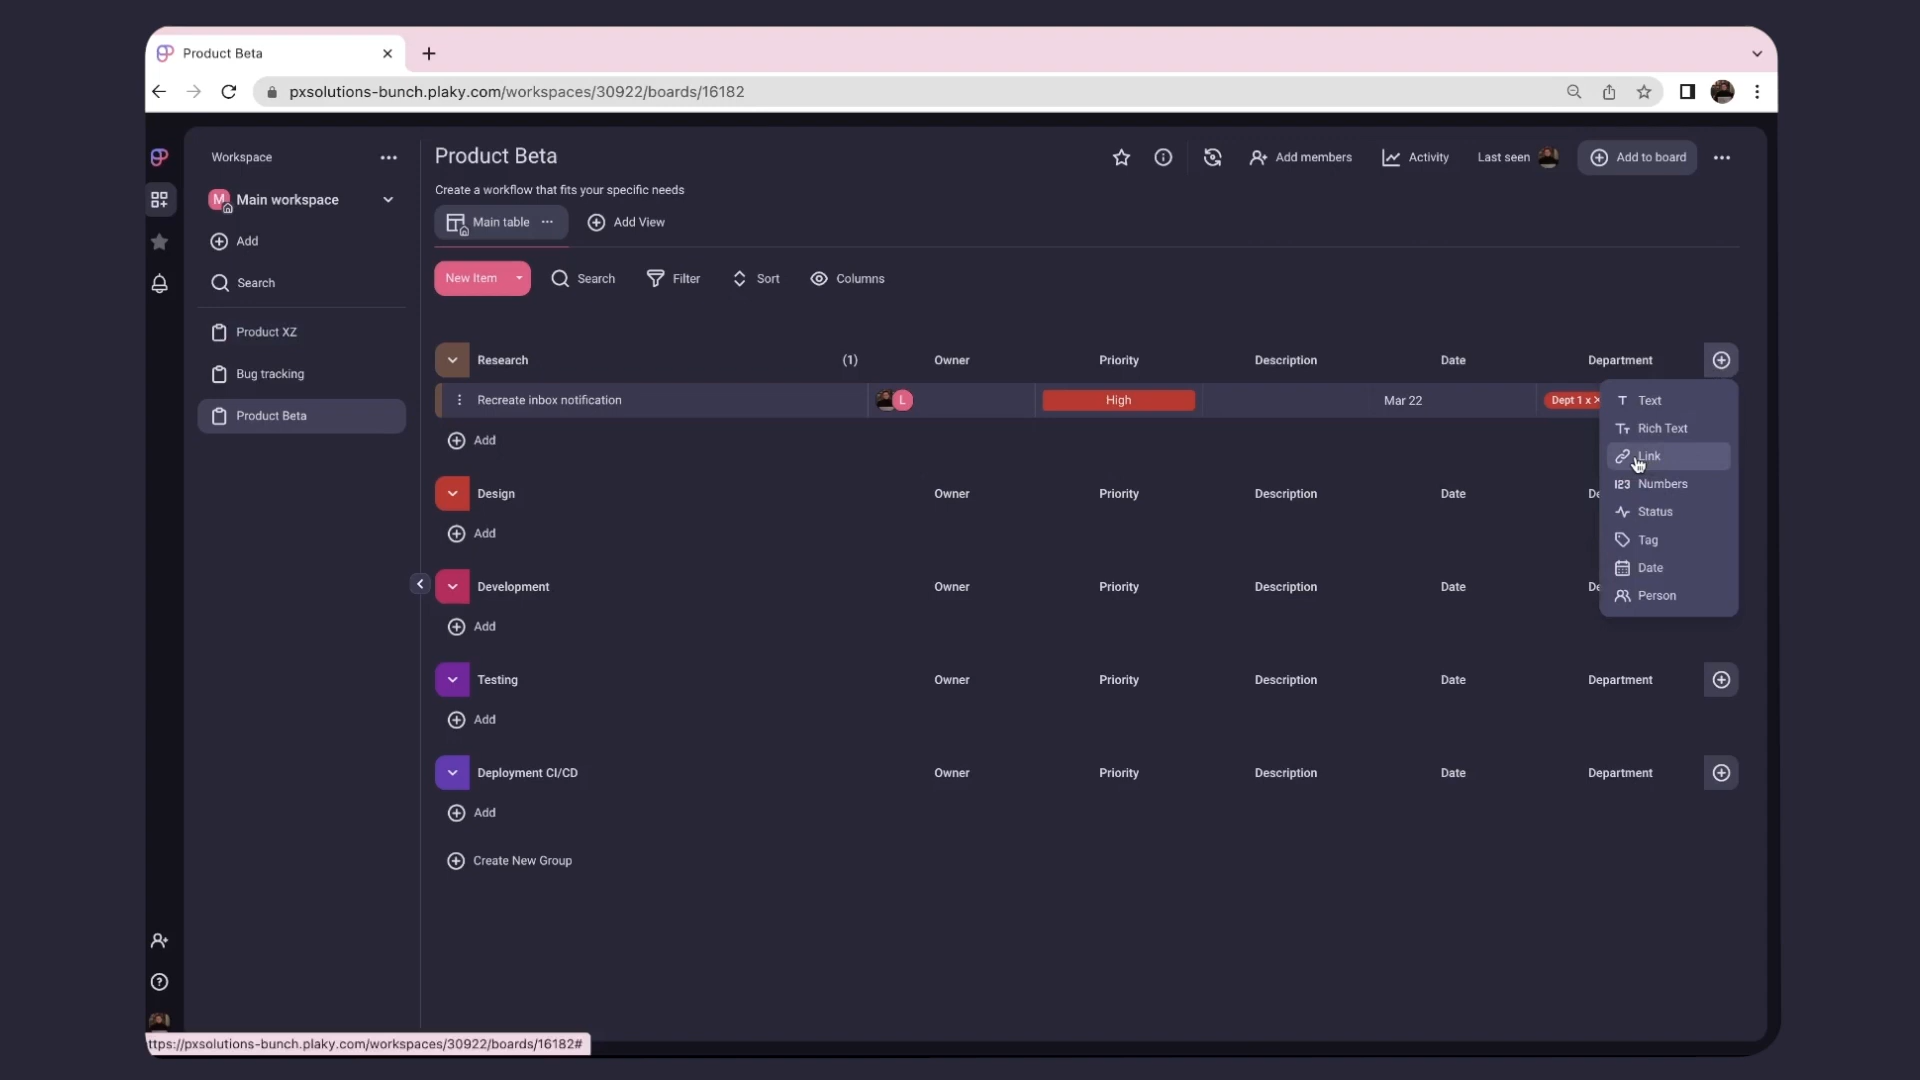 Product Beta
pxsolutions-bunch.plaky.com/workspaces/30922/boards/16182
Workspace
M Main workspace
Add
Search
Product XZ
Bug tracking
Product Beta
Product Beta
Add members
Activity
Last seen
Add to board
Create a workflow that fits your specific needs
Main table
Add View
New Item
Search
Filter
Sort
Columns
Research (1) Owner Priority Description Date Department
Recreate inbox notification L High Mar 22 Dept 1 x
Add
Text
Rich Text
Link
Numbers
Status
Tag
Date
Person
Design Owner Priority Description Date De
Add
Development Owner Priority Description Date De
Add
Testing Owner Priority Description Date Department
Add
Deployment CI/CD Owner Priority Description Date Department
Add
Create New Group
ttps://pxsolutions-bunch.plaky.com/workspaces/30922/boards/16182#